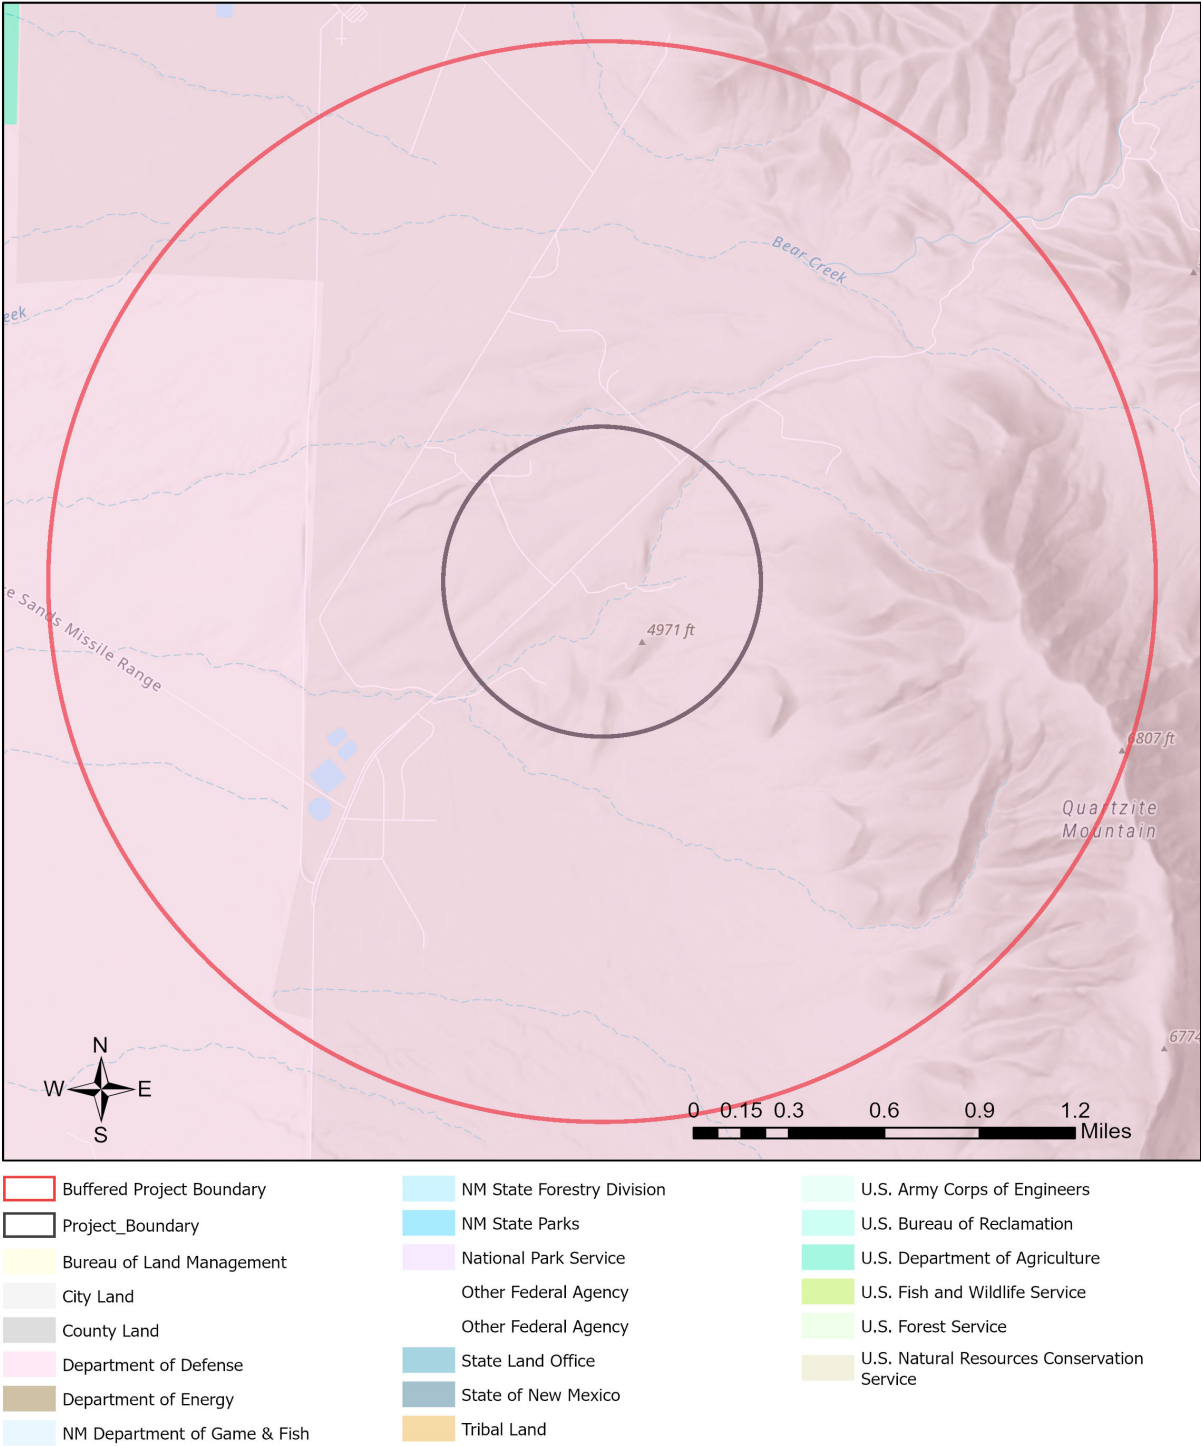 Bear Creek
eek
e Sands Missile Range
4971 ft
6807 ft
Quartzite
Mountain
6774
N
W E
S
0 0.15 0.3 0.6 0.9 1.2
Miles
Buffered Project Boundary
Project_Boundary
Bureau of Land Management
City Land
County Land
Department of Defense
Department of Energy
NM Department of Game & Fish
NM State Forestry Division
NM State Parks
National Park Service
Other Federal Agency
Other Federal Agency
State Land Office
State of New Mexico
Tribal Land
U.S. Army Corps of Engineers
U.S. Bureau of Reclamation
U.S. Department of Agriculture
U.S. Fish and Wildlife Service
U.S. Forest Service
U.S. Natural Resources Conservation
Service